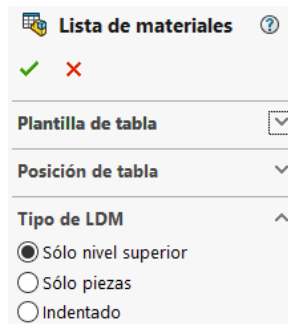 Lista de materiales
Plantilla de tabla
Posición de tabla
Tipo de LDM
Sólo nivel superior
Sólo piezas
Indentado